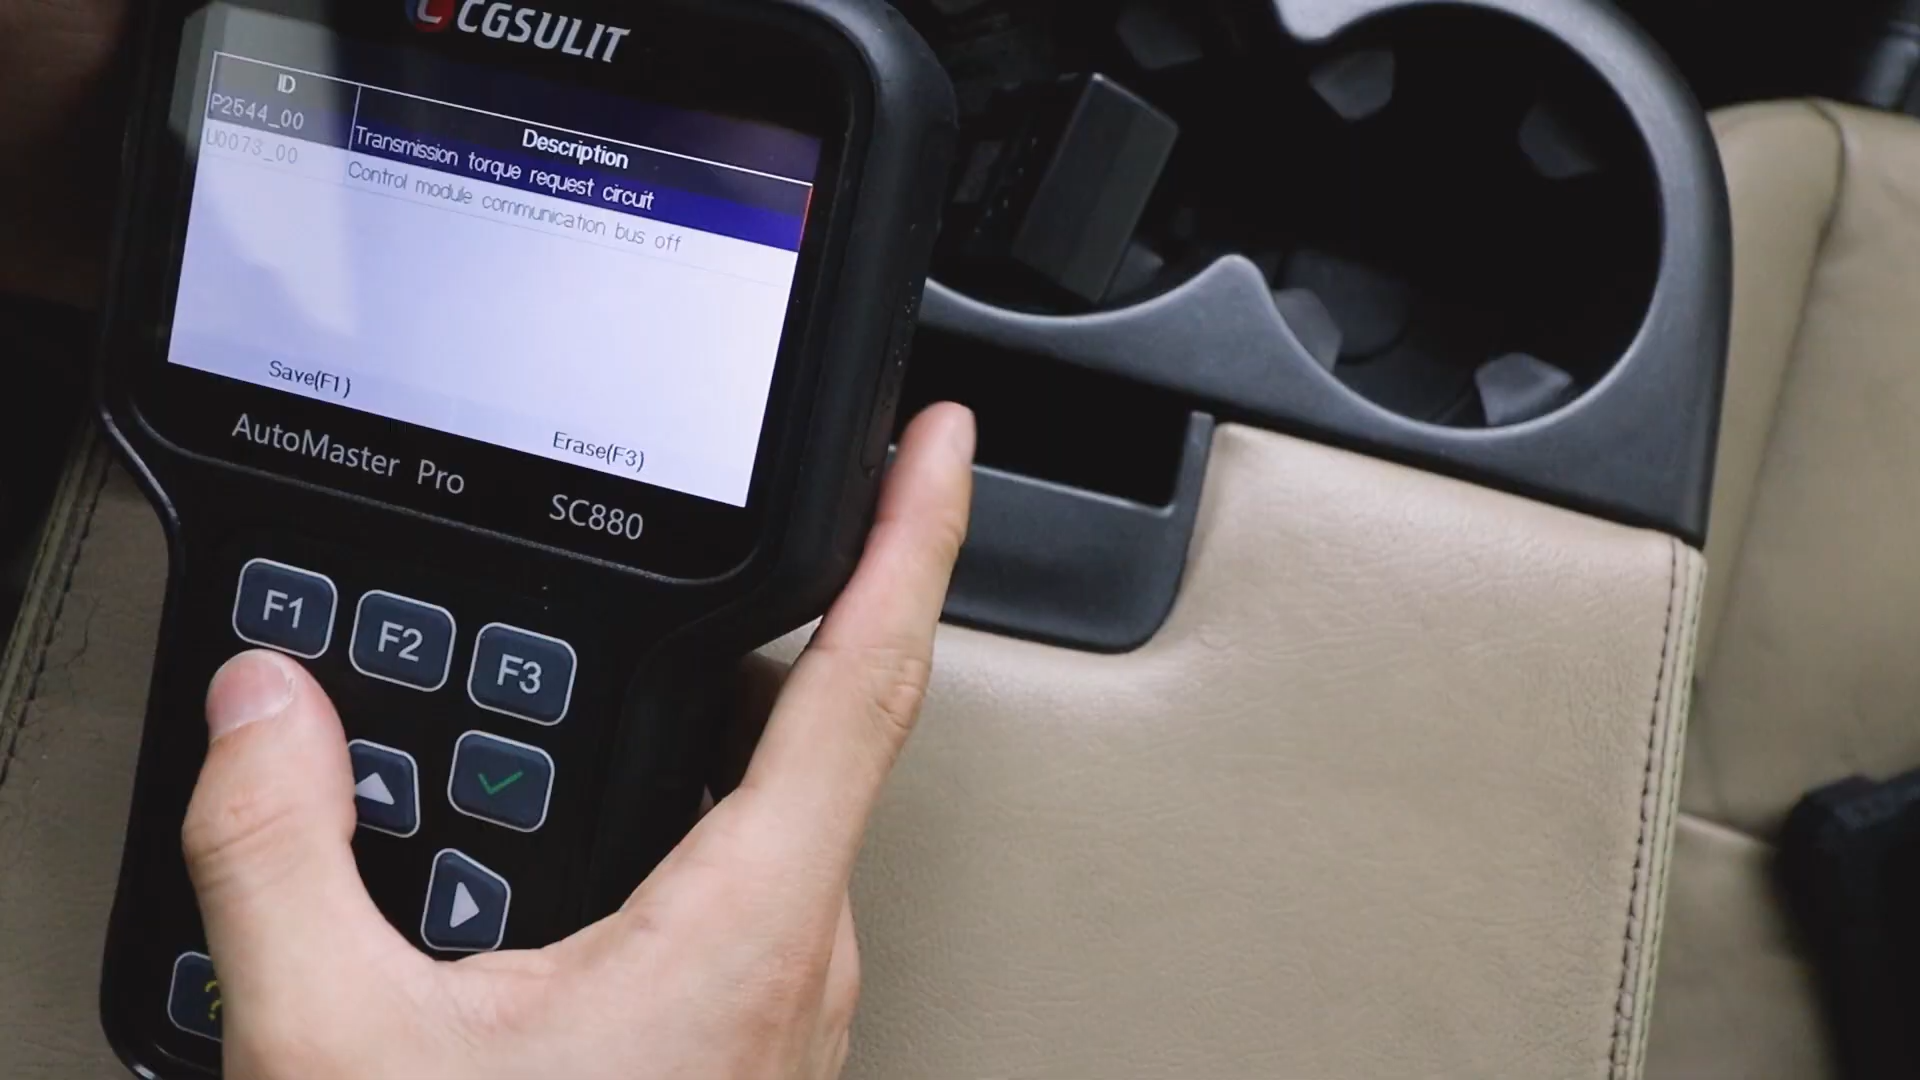 CGSULIT
ID Description
P2544_00 Transmission torque request circuit
U0073_00 Control module communication bus off
Save(F1) Erase(F3)
AutoMaster Pro SC880
F1 F2 F3
?